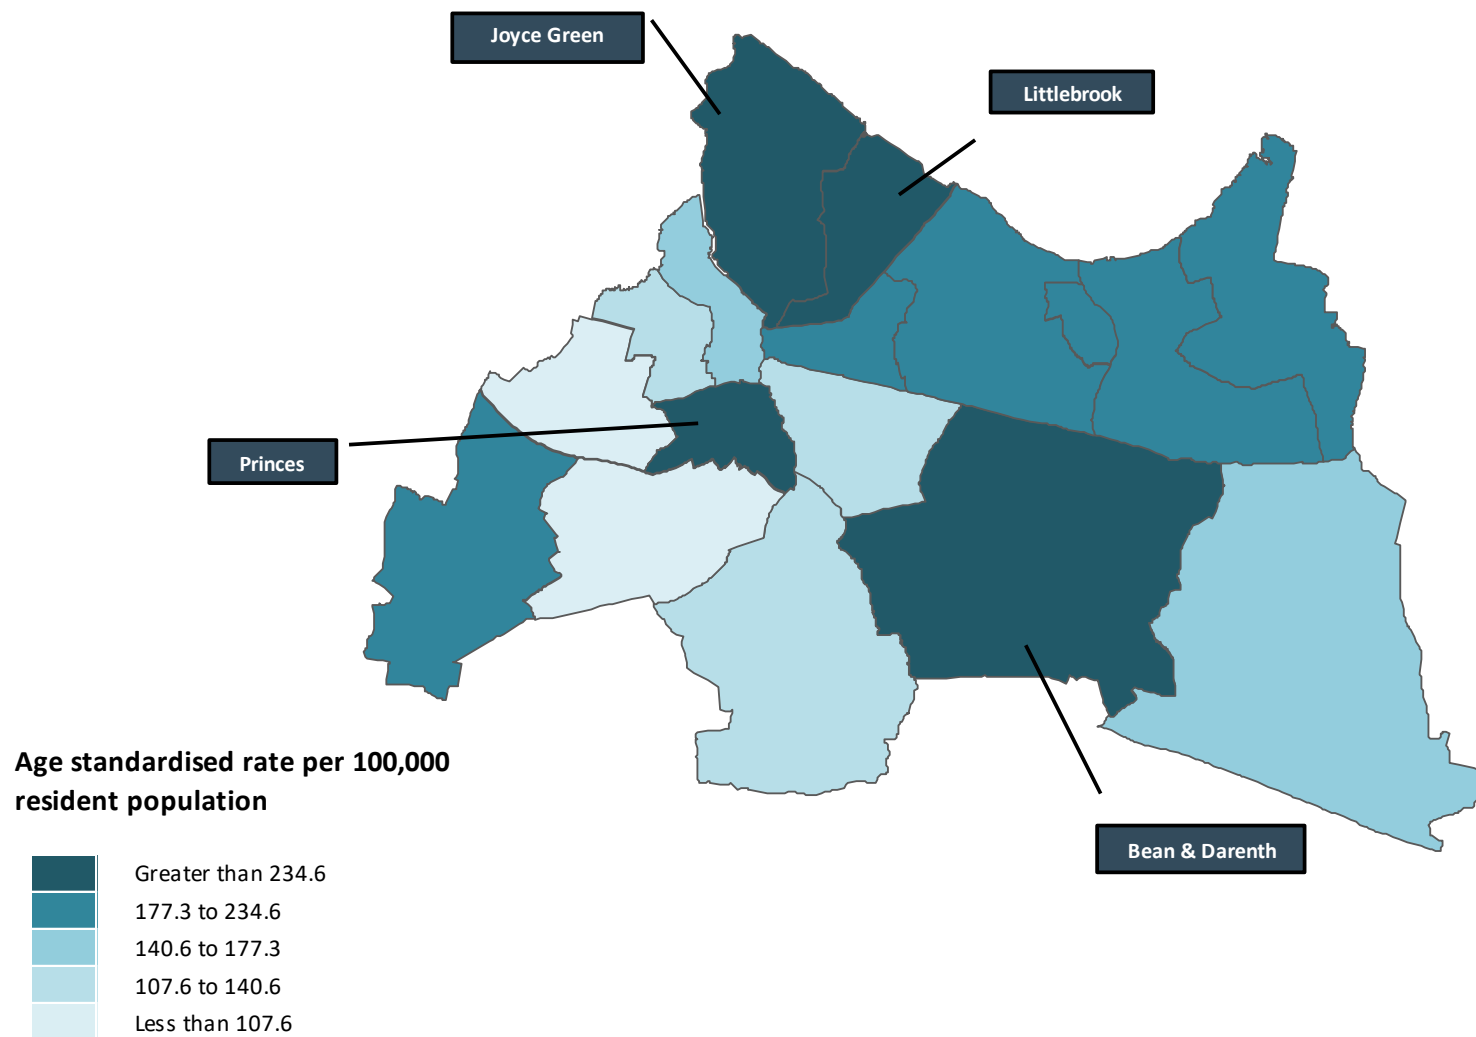 Joyce Green
Littlebrook
Princes
Bean & Darenth
Age standardised rate per 100,000
resident population
Greater than 234.6
177.3 to 234.6
140.6 to 177.3
107.6 to 140.6
Less than 107.6